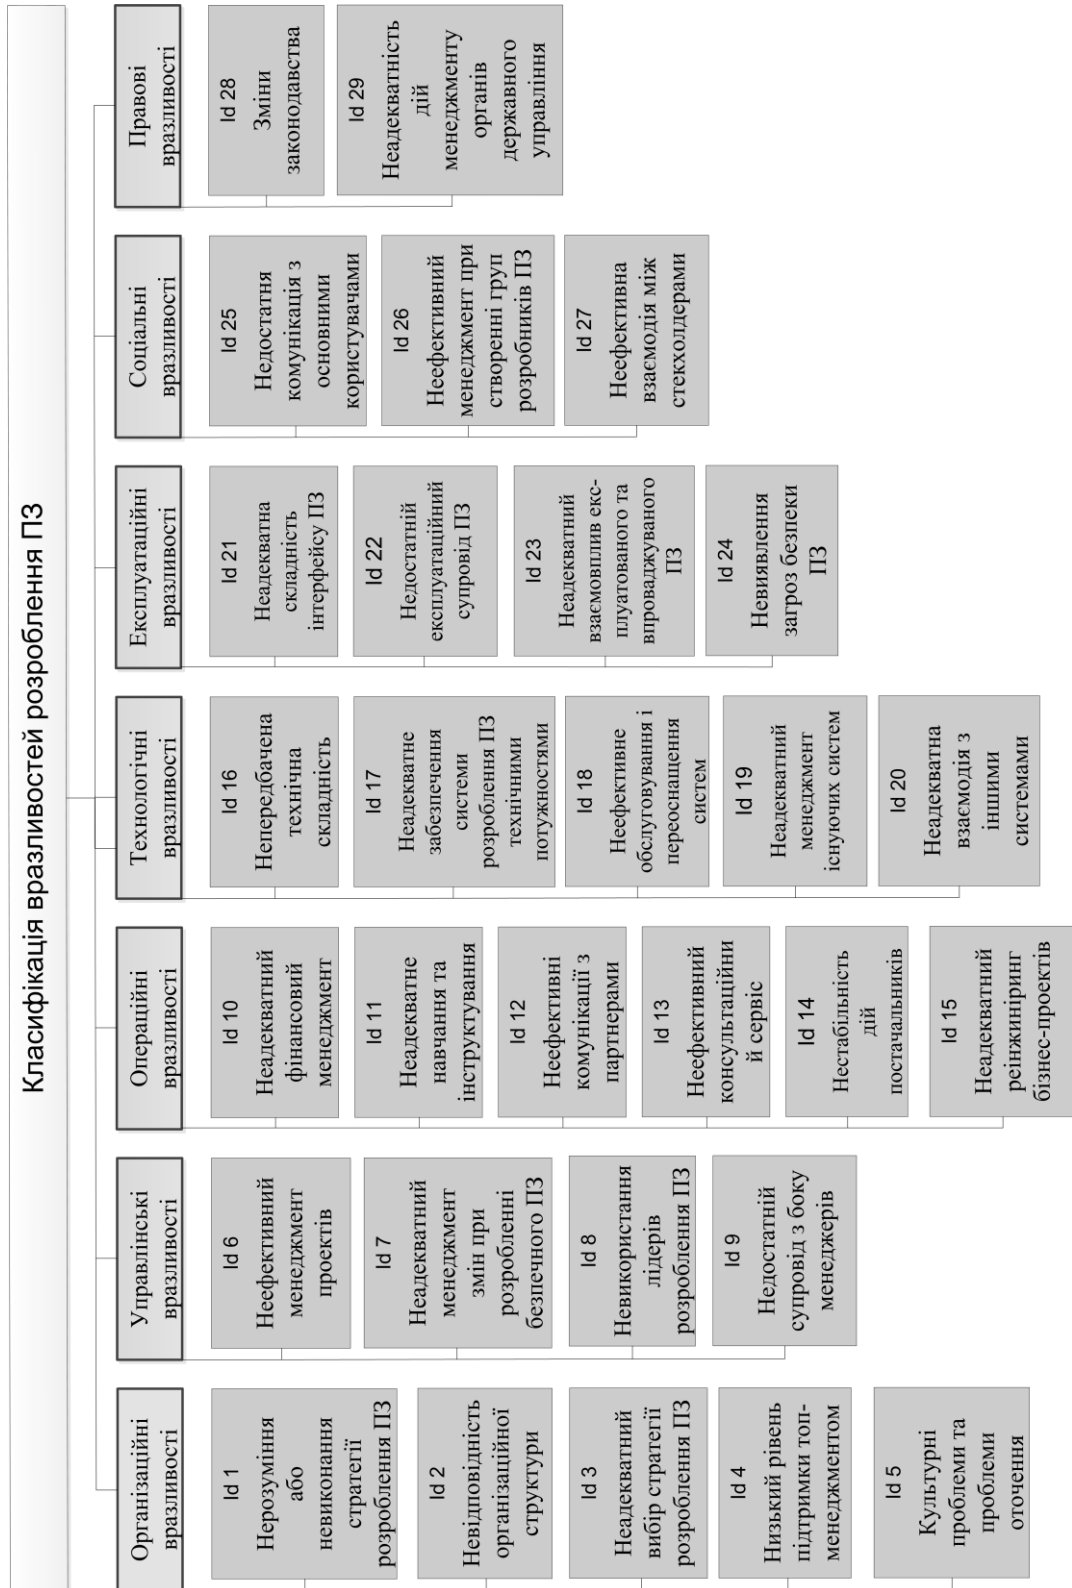 Класифікація вразливостей розроблення ПЗ
Організаційні
вразливості
Id 1
Нерозуміння
або
невиконання
стратегії
розроблення ПЗ
Id 2
Невідповідність
організаційної
структури
Id 3
Неадекватний
вибір стратегії
розроблення ПЗ
Id 4
Низький рівень
підтримки топ-
менеджментом
Id 5
Культурні
проблеми та
проблеми
оточення
Управлінські
вразливості
Id 6
Неефективний
менеджмент
проектів
Id 7
Неадекватний
менеджмент
змін при
розробленні
безпечного ПЗ
Id 8
Невикористання
лідерів
розроблення ПЗ
Id 9
Недостатній
супровід з боку
менеджерів
Операційні
вразливості
Id 10
Неадекватний
фінансовий
менеджмент
Id 11
Неадекватне
навчання та
інструктування
Id 12
Неефективні
комунікації з
партнерами
Id 13
Неефективний
консультаційни
й сервіс
Id 14
Нестабільність
дій
постачальників
Id 15
Неадекватний
реінжиніринг
бізнес-проектів
Технологічні
вразливості
Id 16
Непередбачена
технічна
складність
Id 17
Неадекватне
забезпечення
системи
розроблення ПЗ
технічними
потужностями
Id 18
Неефективне
обслуговування і
переоснащення
систем
Id 19
Неадекватний
менеджмент
існуючих систем
Id 20
Неадекватна
взаємодія з
іншими
системами
Експлуатаційні
вразливості
Id 21
Неадекватна
складність
інтерфейсу ПЗ
Id 22
Недостатній
експлуатаційний
супровід ПЗ
Id 23
Неадекватний
взаємовплив екс-
плуатованого та
впроваджуваного
ПЗ
Id 24
Невиявлення
загроз безпеки
ПЗ
Соціальні
вразливості
Id 25
Недостатня
комунікація з
основними
користувачами
Id 26
Неефективний
менеджмент при
створенні груп
розробників ПЗ
Id 27
Неефективна
взаємодія між
стекхолдерами
Правові
вразливості
Id 28
Зміни
законодавства
Id 29
Неадекватність
дій
менеджменту
органів
державного
управління